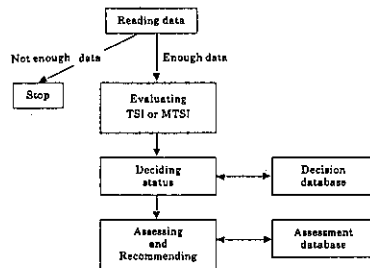 Reading data
Not enough data
Enough data
Stop
Evaluating
TSI or MTSI
Deciding
status
Decision
database
Assessing
and
Recommending
Assessment
database